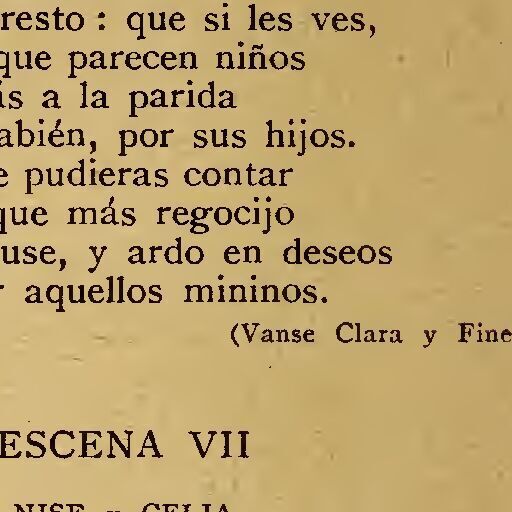 resto: que si les ves,
que parecen niños
ás a la parida
abién, por sus hijos.
e pudieras contar
que más regocijo
use, y ardo en deseos
r aquellos mininos.
(Vanse Clara y Fine
ESCENA VII
NISE y CELIA